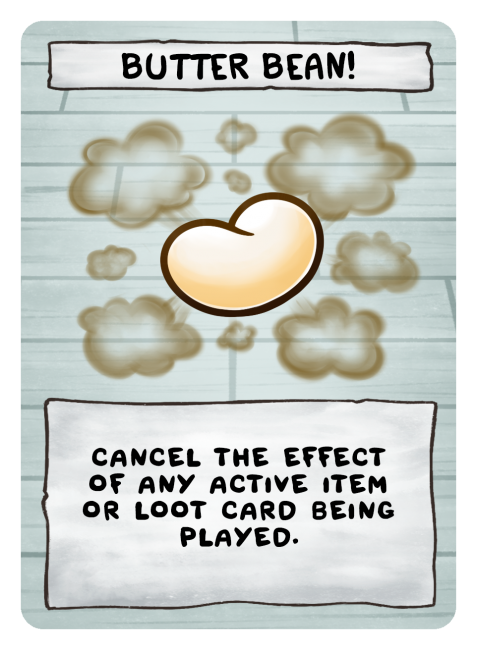 BUTTER BEAN!
CANCEL THE EFFECT
OF ANY ACTIVE ITEM
OR LOOT CARD BEING
PLAYED.